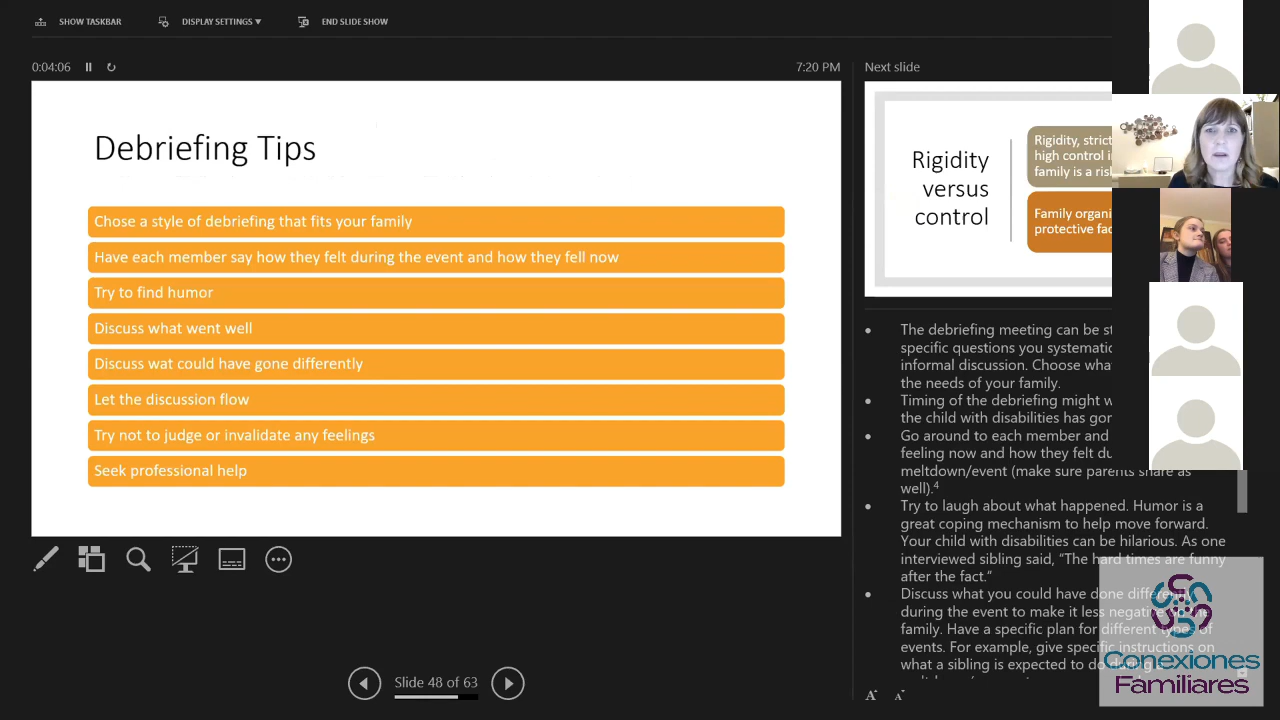 SHOW TASKBAR
DISPLAY SETTINGS
END SLIDE SHOW
0:04:06
7:20 PM
Next slide
Debriefing Tips
Chose a style of debriefing that fits your family
Have each member say how they felt during the event and how they fell now
Try to find humor
Discuss what went well
Discuss wat could have gone differently
Let the discussion flow
Try not to judge or invalidate any feelings
Seek professional help
Rigidity
versus
control
Rigidity, strict
high control i
family is a ris
Family organi
protective fac
• The debriefing meeting can be st
specific questions you systematic
informal discussion. Choose wha
the needs of your family.
• Timing of the debriefing might w
the child with disabilities has gor
• Go around to each member and
feeling now and how they felt du
meltdown/event (make sure parents share as
well).4
• Try to laugh about what happened. Humor is a
great coping mechanism to help move forward.
Your child with disabilities can be hilarious. As one
interviewed sibling said, “The hard times are funny
after the fact.”
• Discuss what you could have done differently
during the event to make it less negative on the
family. Have a specific plan for different types of
events. For example, give specific instructions on
what a sibling is expected to do during a
Slide 48 of 63
A A
Conexiones
Familiares